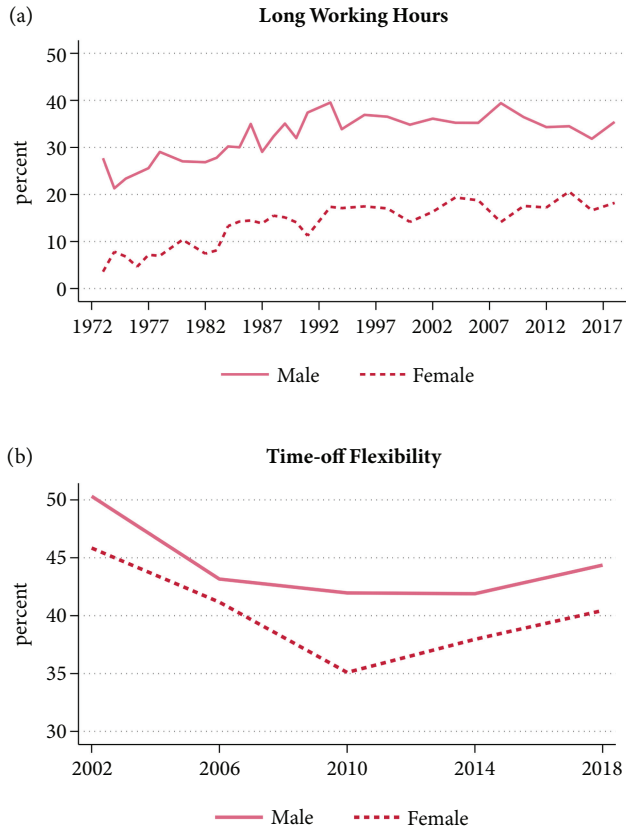 (a)
Long Working Hours
percent
50
40
30
20
10
0
1972 1977 1982 1987 1992 1997 2002 2007 2012 2017
Male Female
(b)
Time-off Flexibility
percent
50
45
40
35
30
2002 2006 2010 2014 2018
Male Female